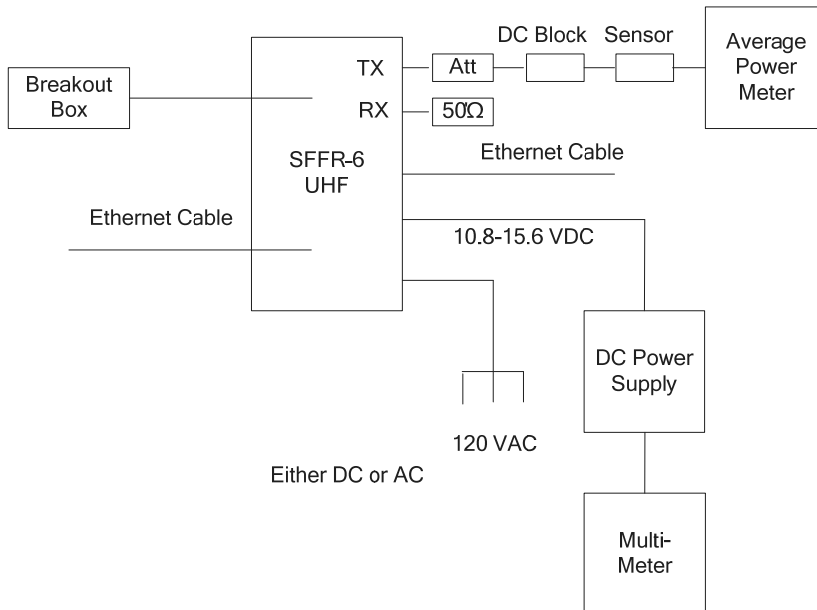 DC Block
Sensor
Average
Power
Meter
TX
Att
Breakout
Box
RX
50'Ω
SFFR-6
UHF
Ethernet Cable
Ethernet Cable
10.8-15.6 VDC
DC Power
Supply
120 VAC
Either DC or AC
Multi-
Meter